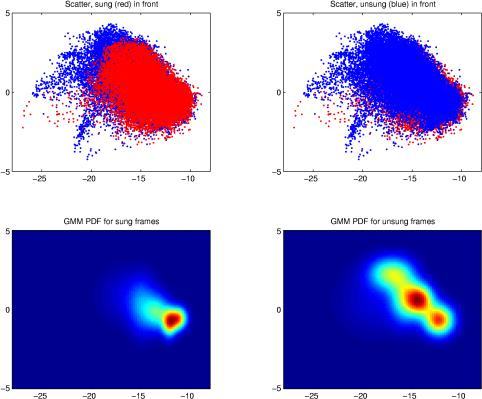 Scatter, sung (red) in front
Scatter, unsung (blue) in front
5
0
−5
−25 −20 −15 −10
5
0
−5
−25 −20 −15 −10
GMM PDF for sung frames
GMM PDF for unsung frames
5
0
−5
−25 −20 −15 −10
5
0
−5
−25 −20 −15 −10